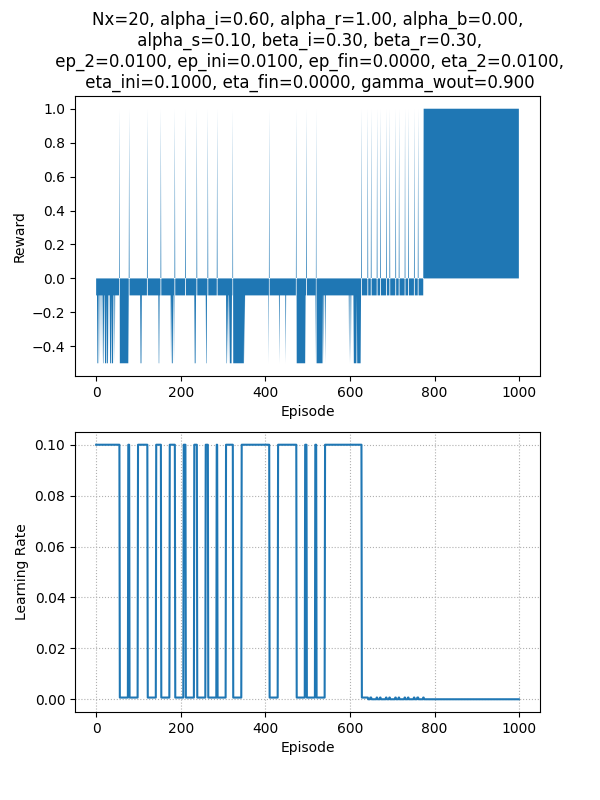 Nx=20, alpha_i=0.60, alpha_r=1.00, alpha_b=0.00,
alpha_s=0.10, beta_i=0.30, beta_r=0.30,
ep_2=0.0100, ep_ini=0.0100, ep_fin=0.0000, eta_2=0.0100,
eta_ini=0.1000, eta_fin=0.0000, gamma_wout=0.900
1.0
0.8
0.6
0.4
0.2
0.0
−0.2
−0.4
Reward
0 200 400 600 800 1000
Episode
0.10
0.08
0.06
0.04
0.02
0.00
Learning Rate
0 200 400 600 800 1000
Episode